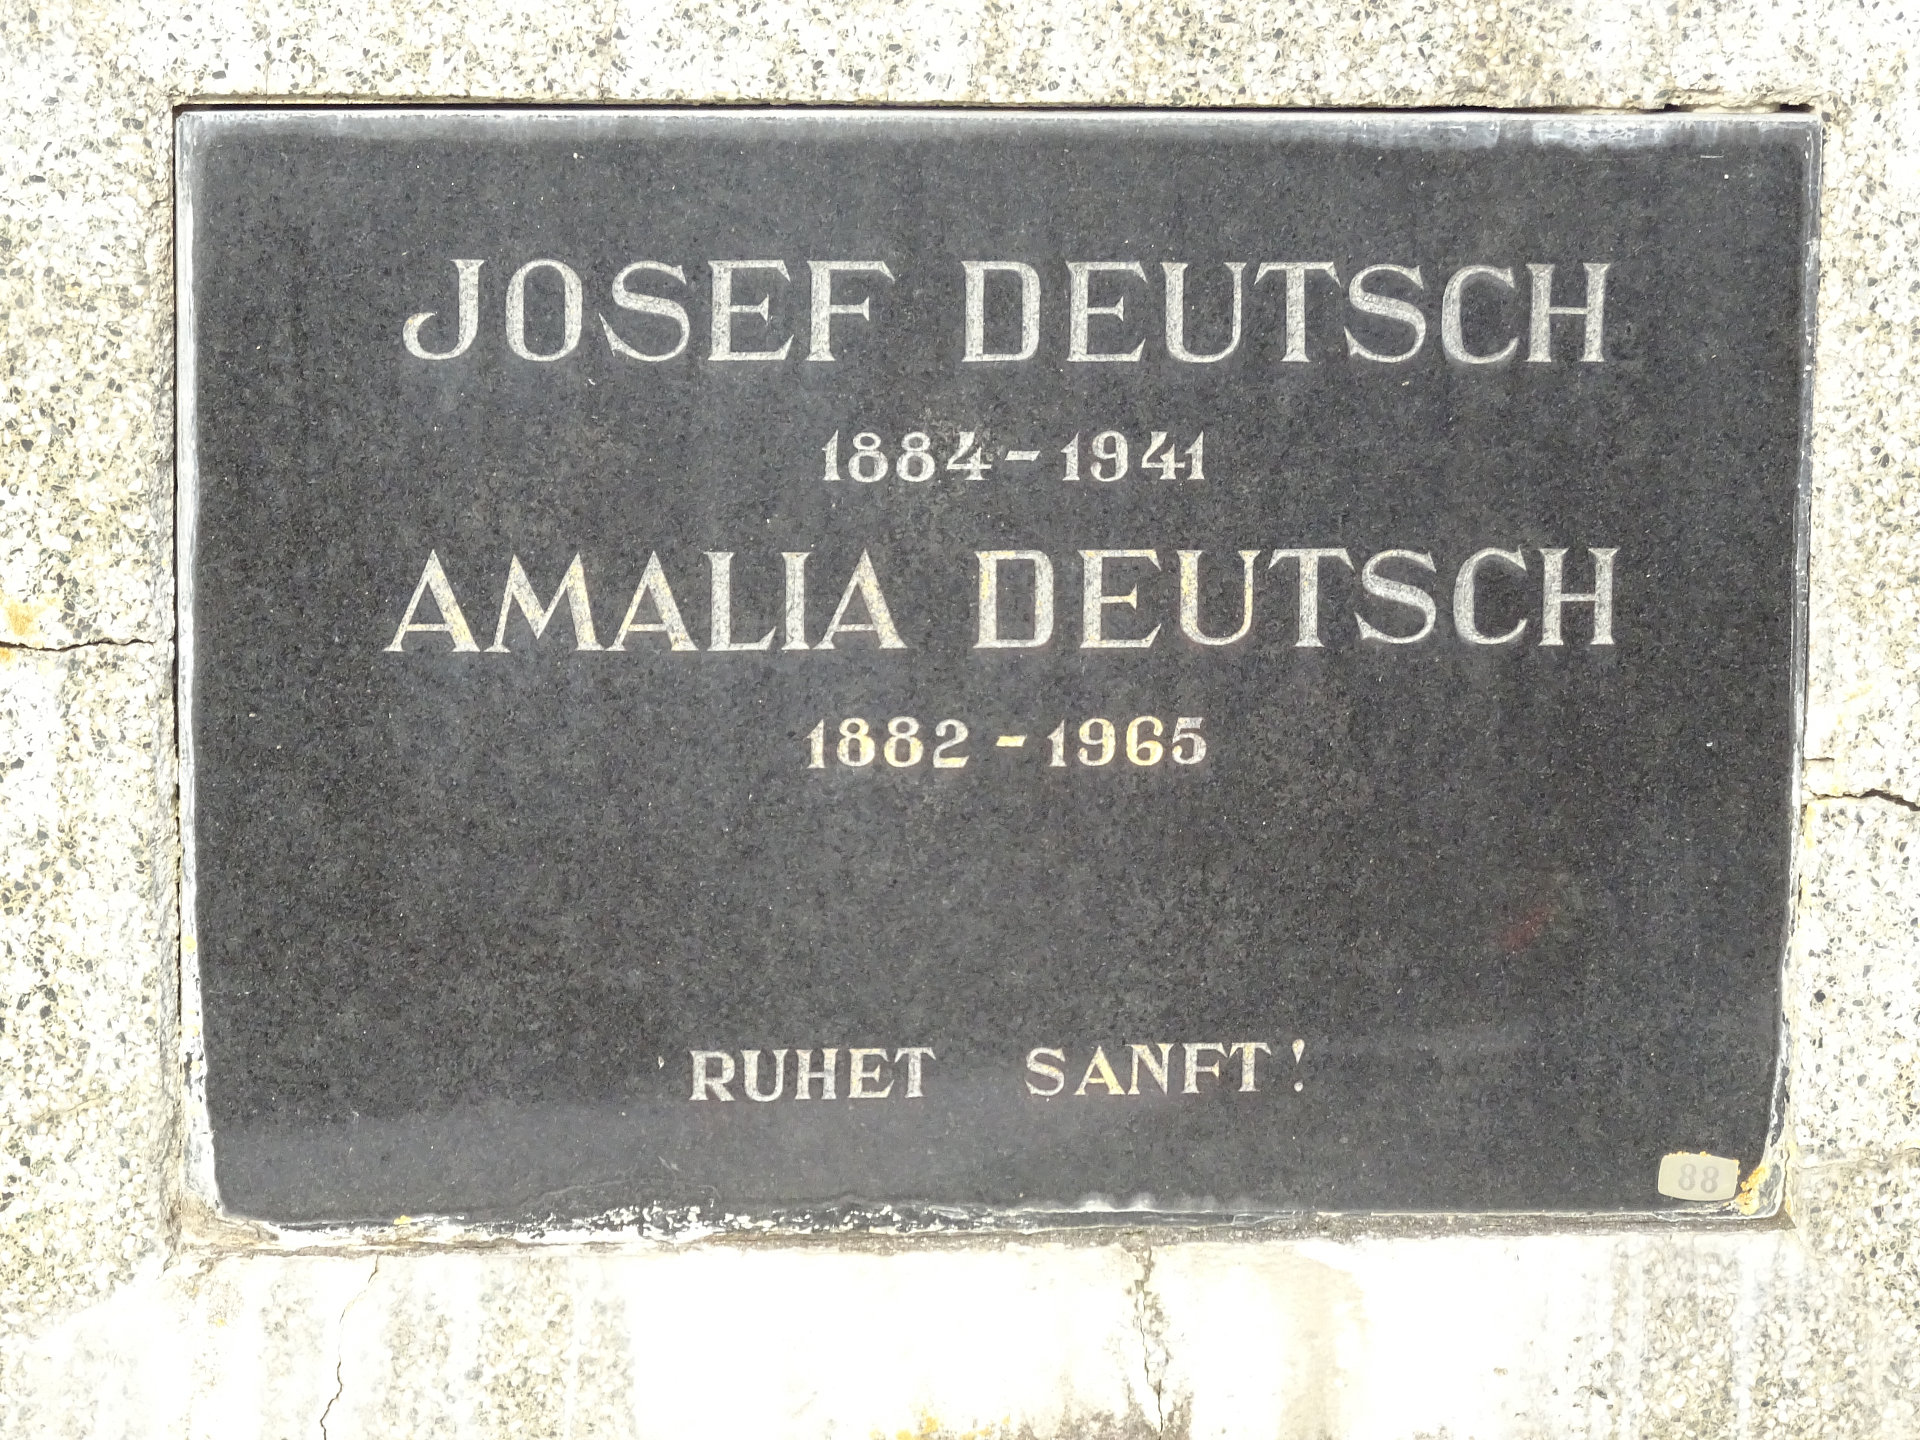 JOSEF DEUTSCH
1884-1941
AMALIA DEUTSCH
1882-1965
RUHET SANFT!
88